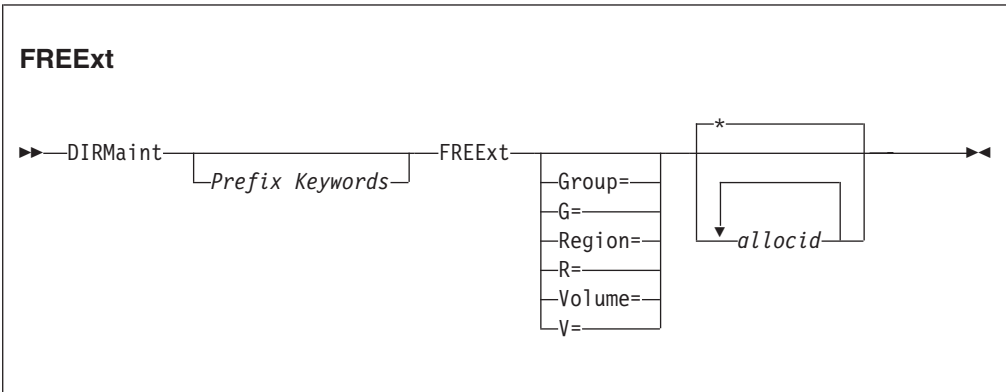 FREExt
*
DIRMaint FREExt
Prefix Keywords
Group=
G=
Region=
R=
Volume=
V=
allocid